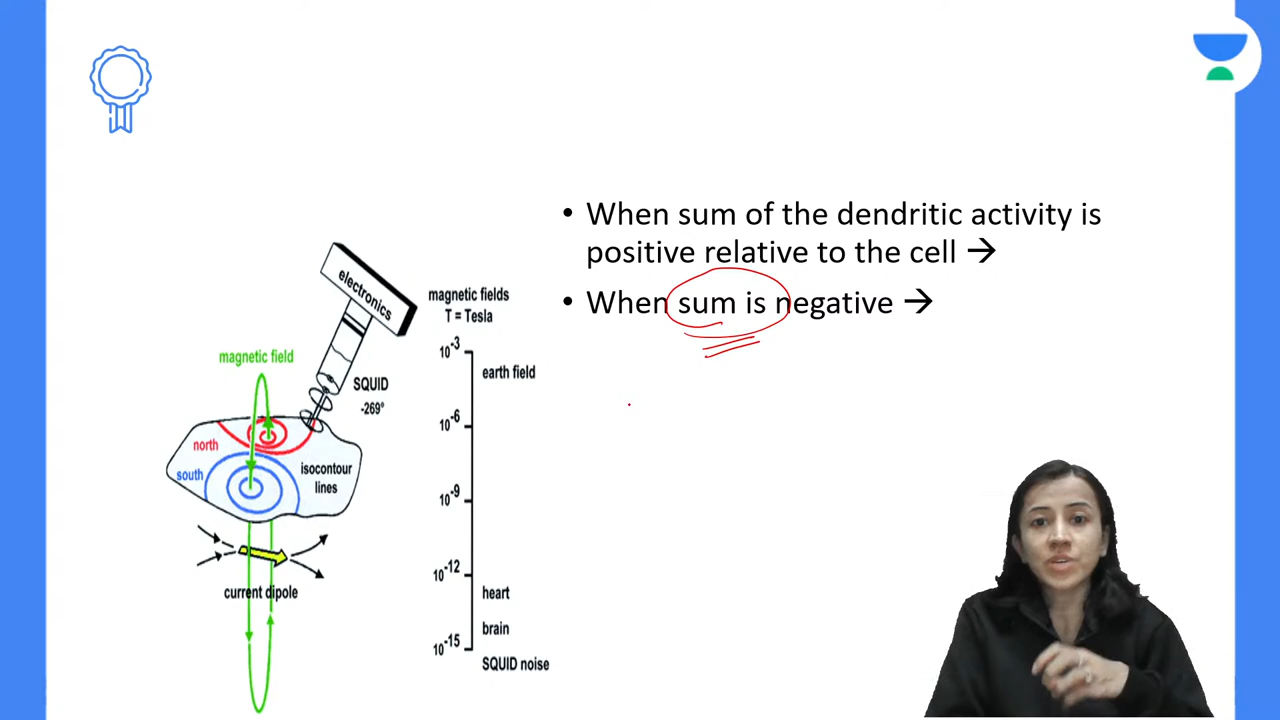 • When sum of the dendritic activity is
positive relative to the cell →
• When sum is negative →
electronics
magnetic fields
T = Tesla
10-3
earth field
magnetic field
SQUID
-269°
10-6
north
south
isocontour
lines
10-9
current dipole
10-12
heart
brain
10-15
SQUID noise